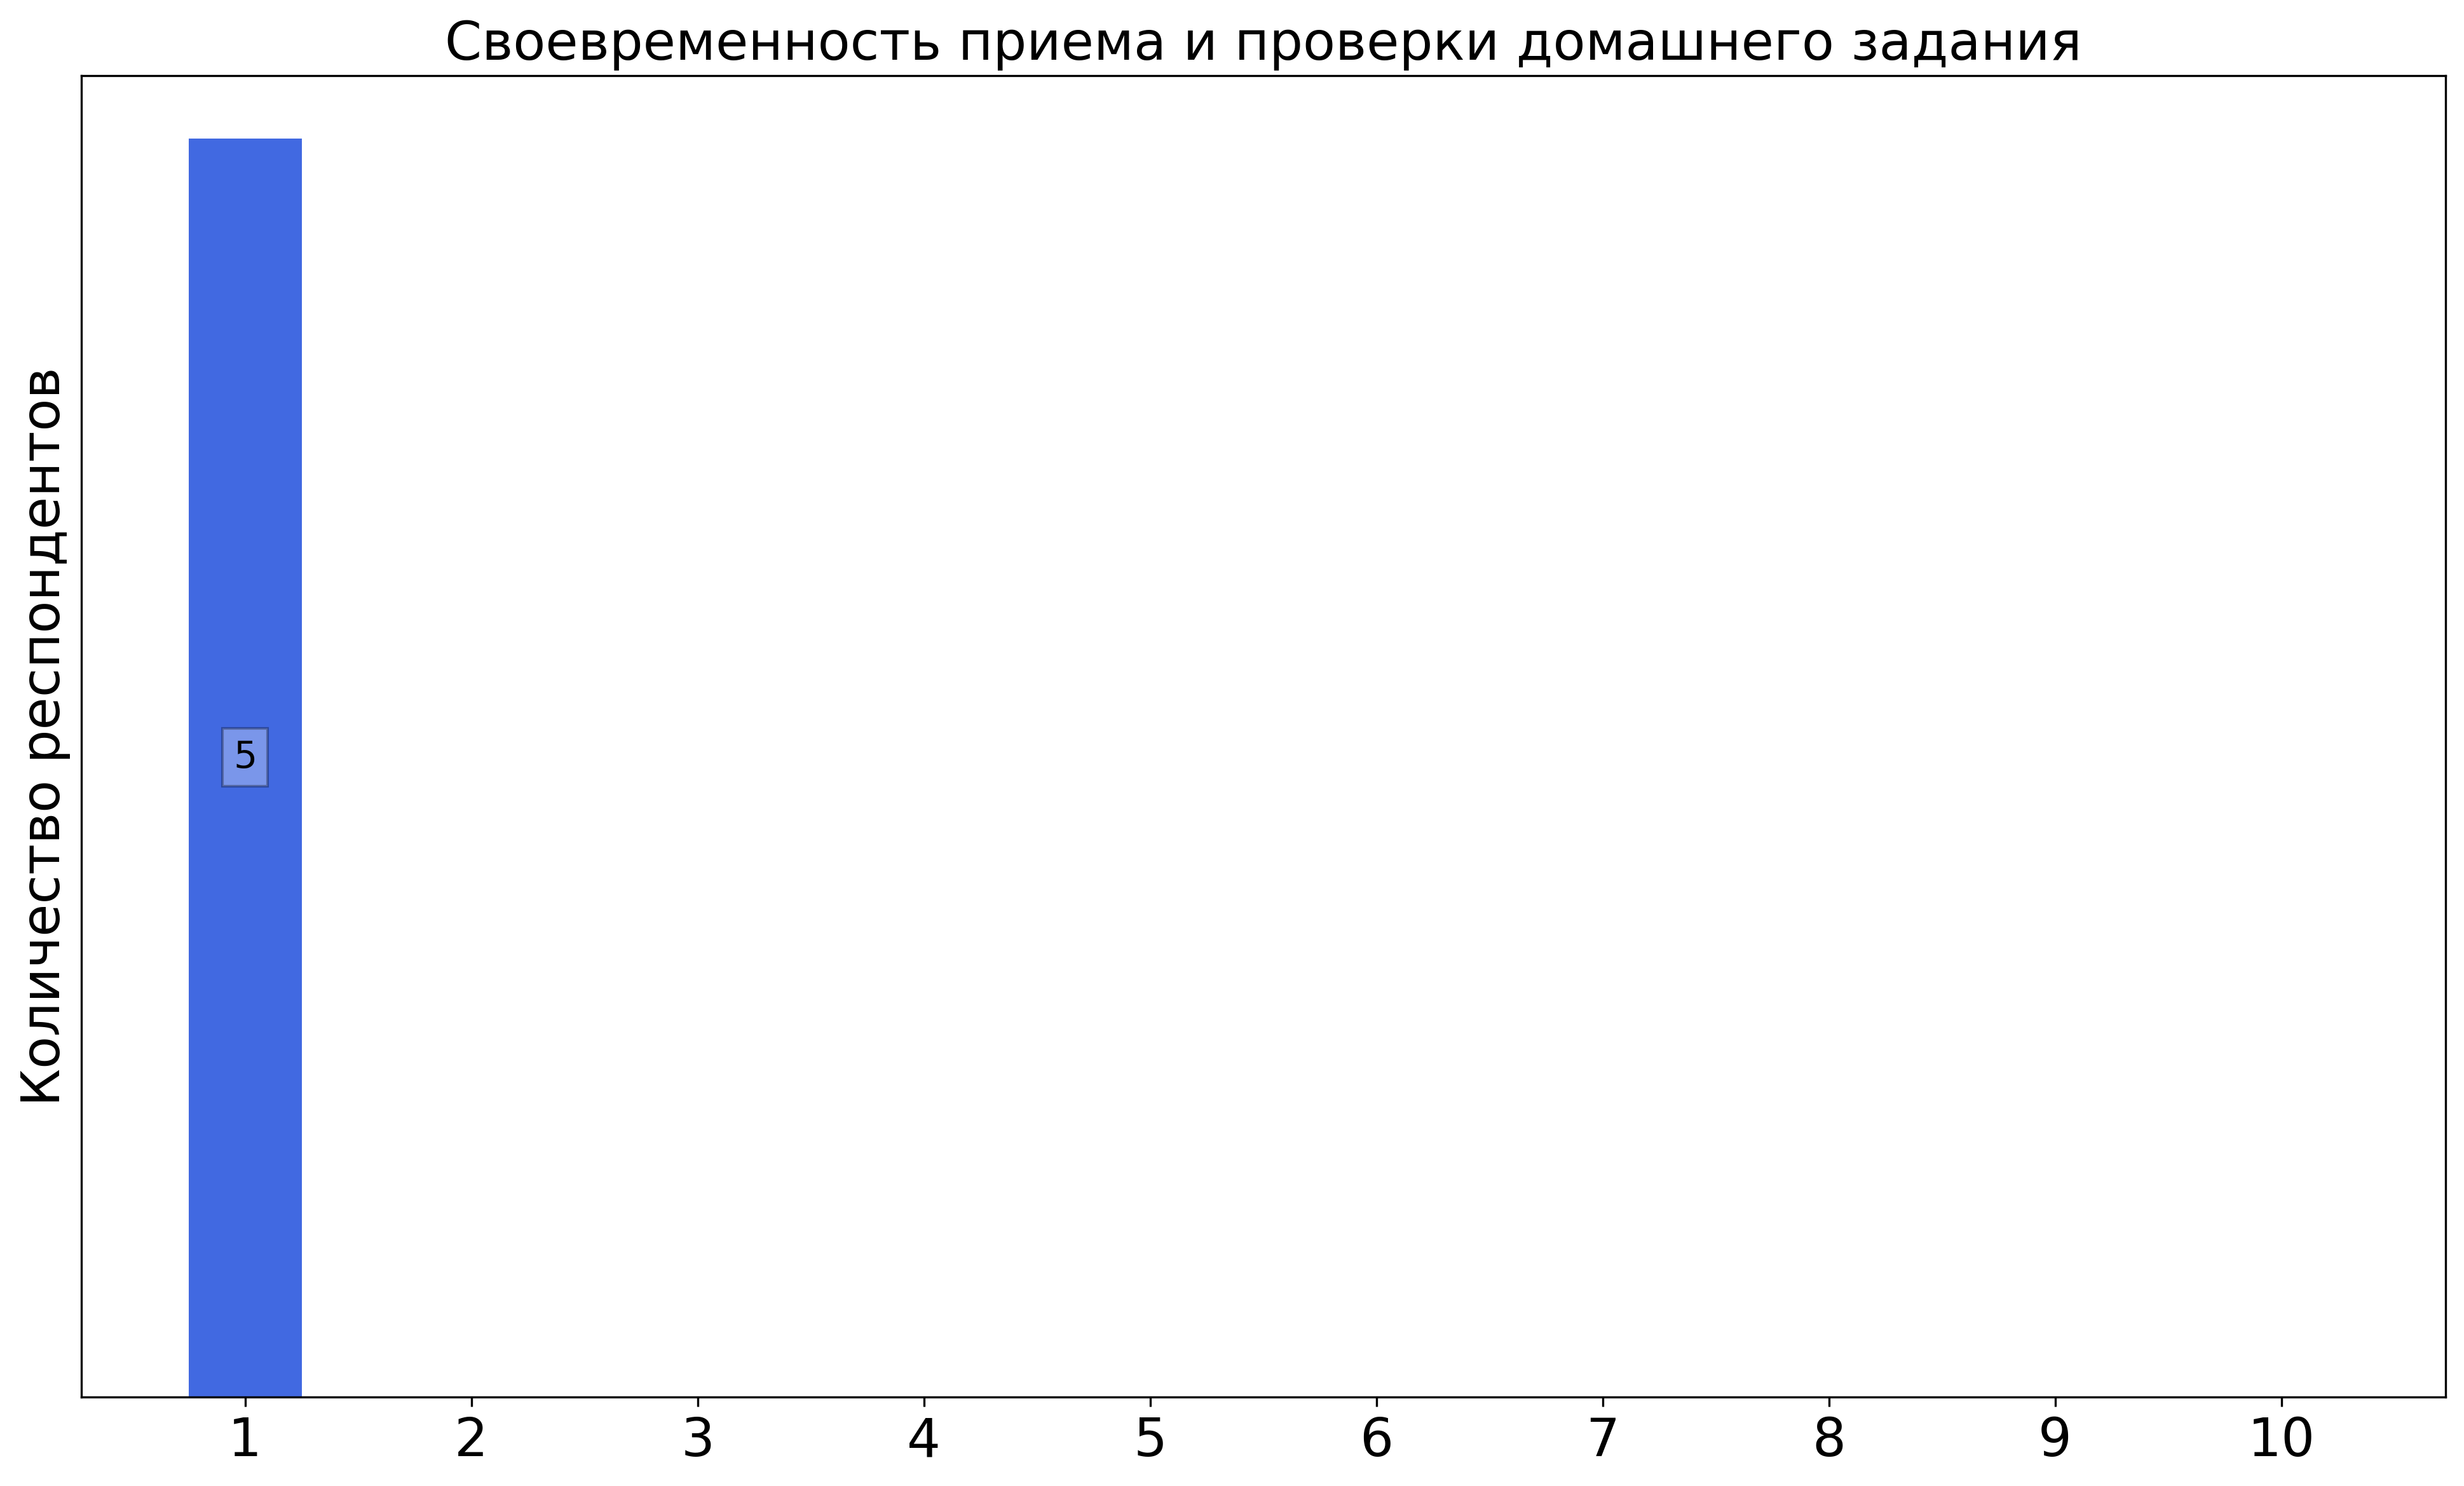 Своевременность приема и проверки домашнего задания
Количество респондентов
5
1 2 3 4 5 6 7 8 9 10